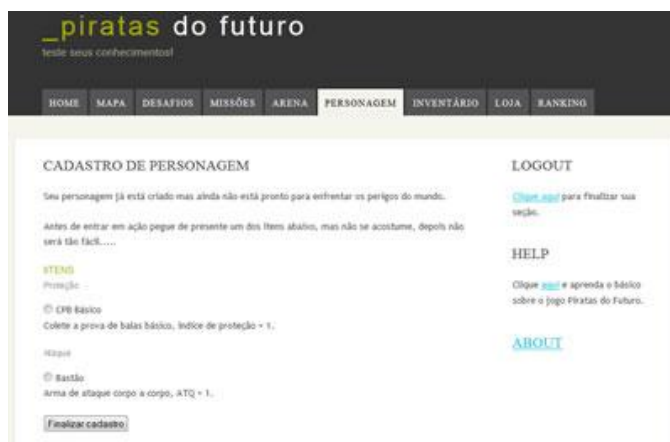 _piratas do futuro
teste seus conhecimentos!
HOME MAPA DESAFIOS MISSÕES ARENA PERSONAGEM INVENTÁRIO LOJA RANKING
CADASTRO DE PERSONAGEM
Seu personagem já está criado mas ainda não está pronto para enfrentar os perigos do mundo.
Antes de entrar em ação pegue de presente um dos itens abaixo, mas não se acostume, depois não
será tão fácil.....
ITENS
Proteção
CPB Básico
Colete a prova de balas básico, índice de proteção + 1.
Ataque
Bastão
Arma de ataque corpo a corpo, ATQ + 1.
Finalizar cadastro
LOGOUT
Clique aqui para finalizar sua
seção.
HELP
Clique aqui e aprenda o básico
sobre o jogo Piratas do Futuro.
ABOUT